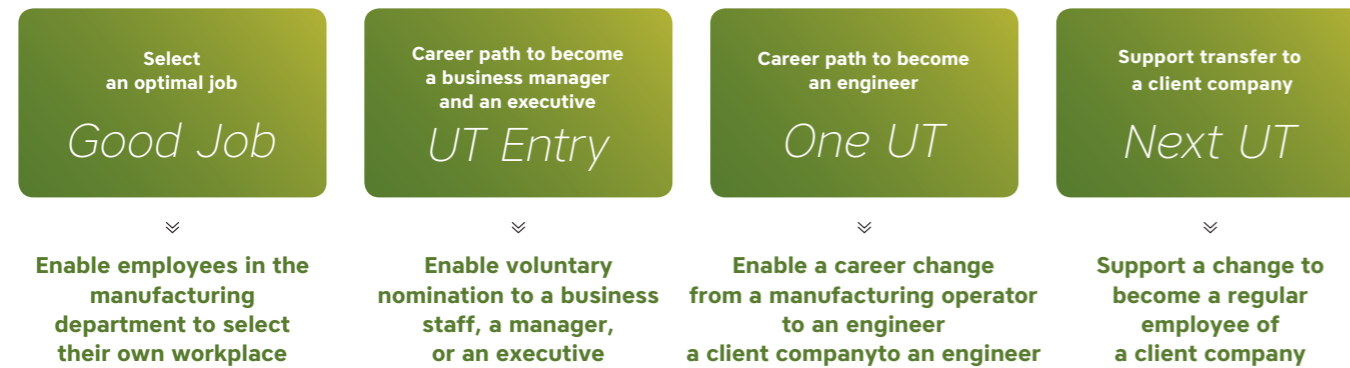 Select
an optimal job
Good Job
Enable employees in the
manufacturing
department to select
their own workplace
Career path to become
a business manager
and an executive
UT Entry
Enable voluntary
nomination to a business
staff, a manager,
or an executive
Career path to become
an engineer
One UT
Enable a career change
from a manufacturing operator
to an engineer
a client companyto an engineer
Support transfer to
a client company
Next UT
Support a change to
become a regular
employee of
a client company